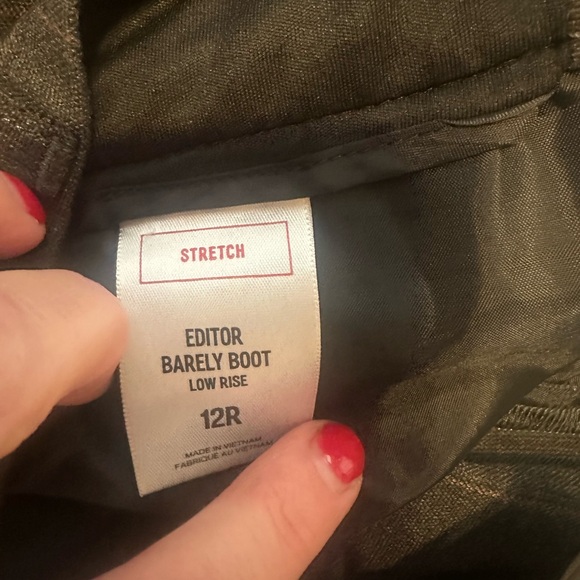 STRETCH
EDITOR
BARELY BOOT
LOW RISE
12R
MADE IN VIETNAM
FABRIQUÉ AU VIETNAM